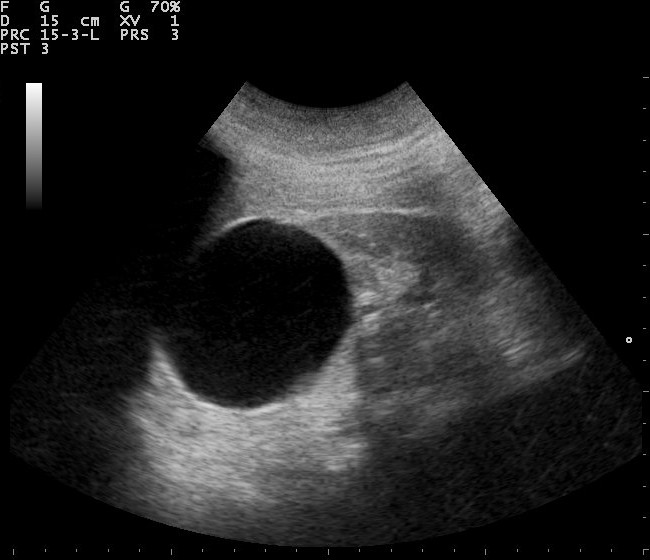 F G G 70%
D 15 cm XV 1
PRC 15-3-L PRS 3
PST 3